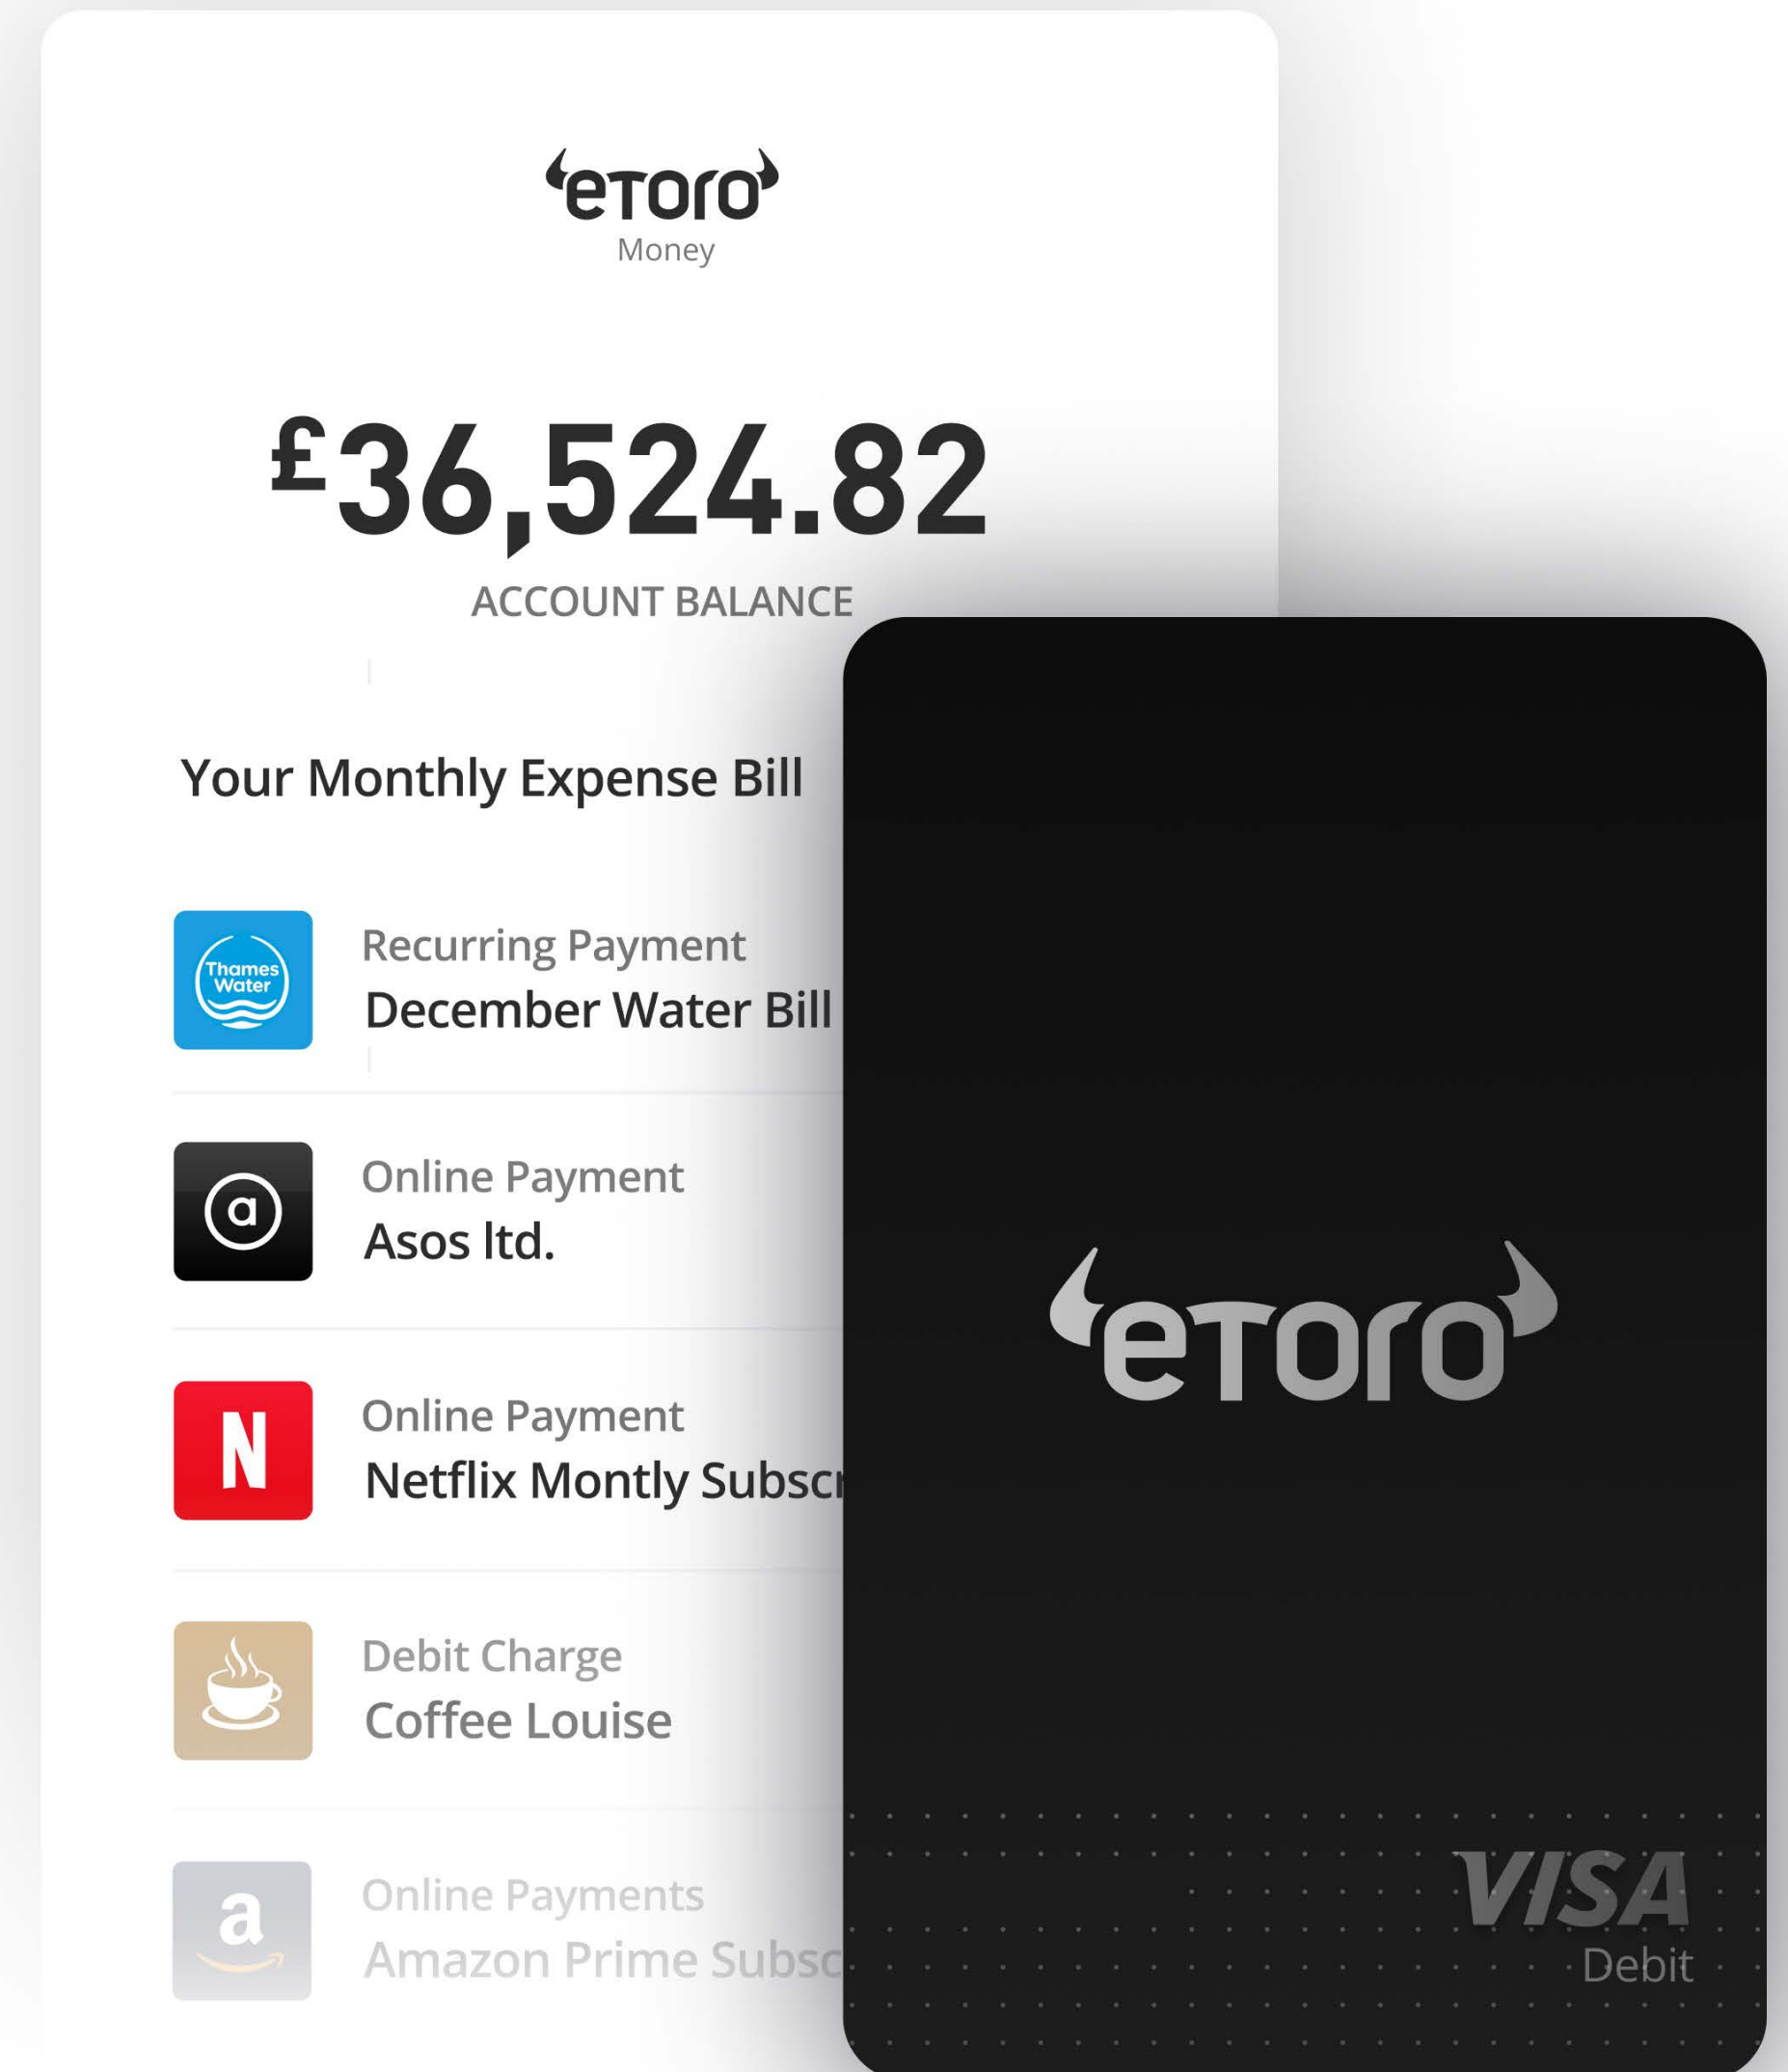 eToro
Money
£36,524.82
ACCOUNT BALANCE
Your Monthly Expense Bill
Thames
Water
Recurring Payment
December Water Bill
a
Online Payment
Asos ltd.
N
Online Payment
Netflix Montly Subscr
Debit Charge
Coffee Louise
a
Online Payments
Amazon Prime Subsc
eToro
VISA
Debit